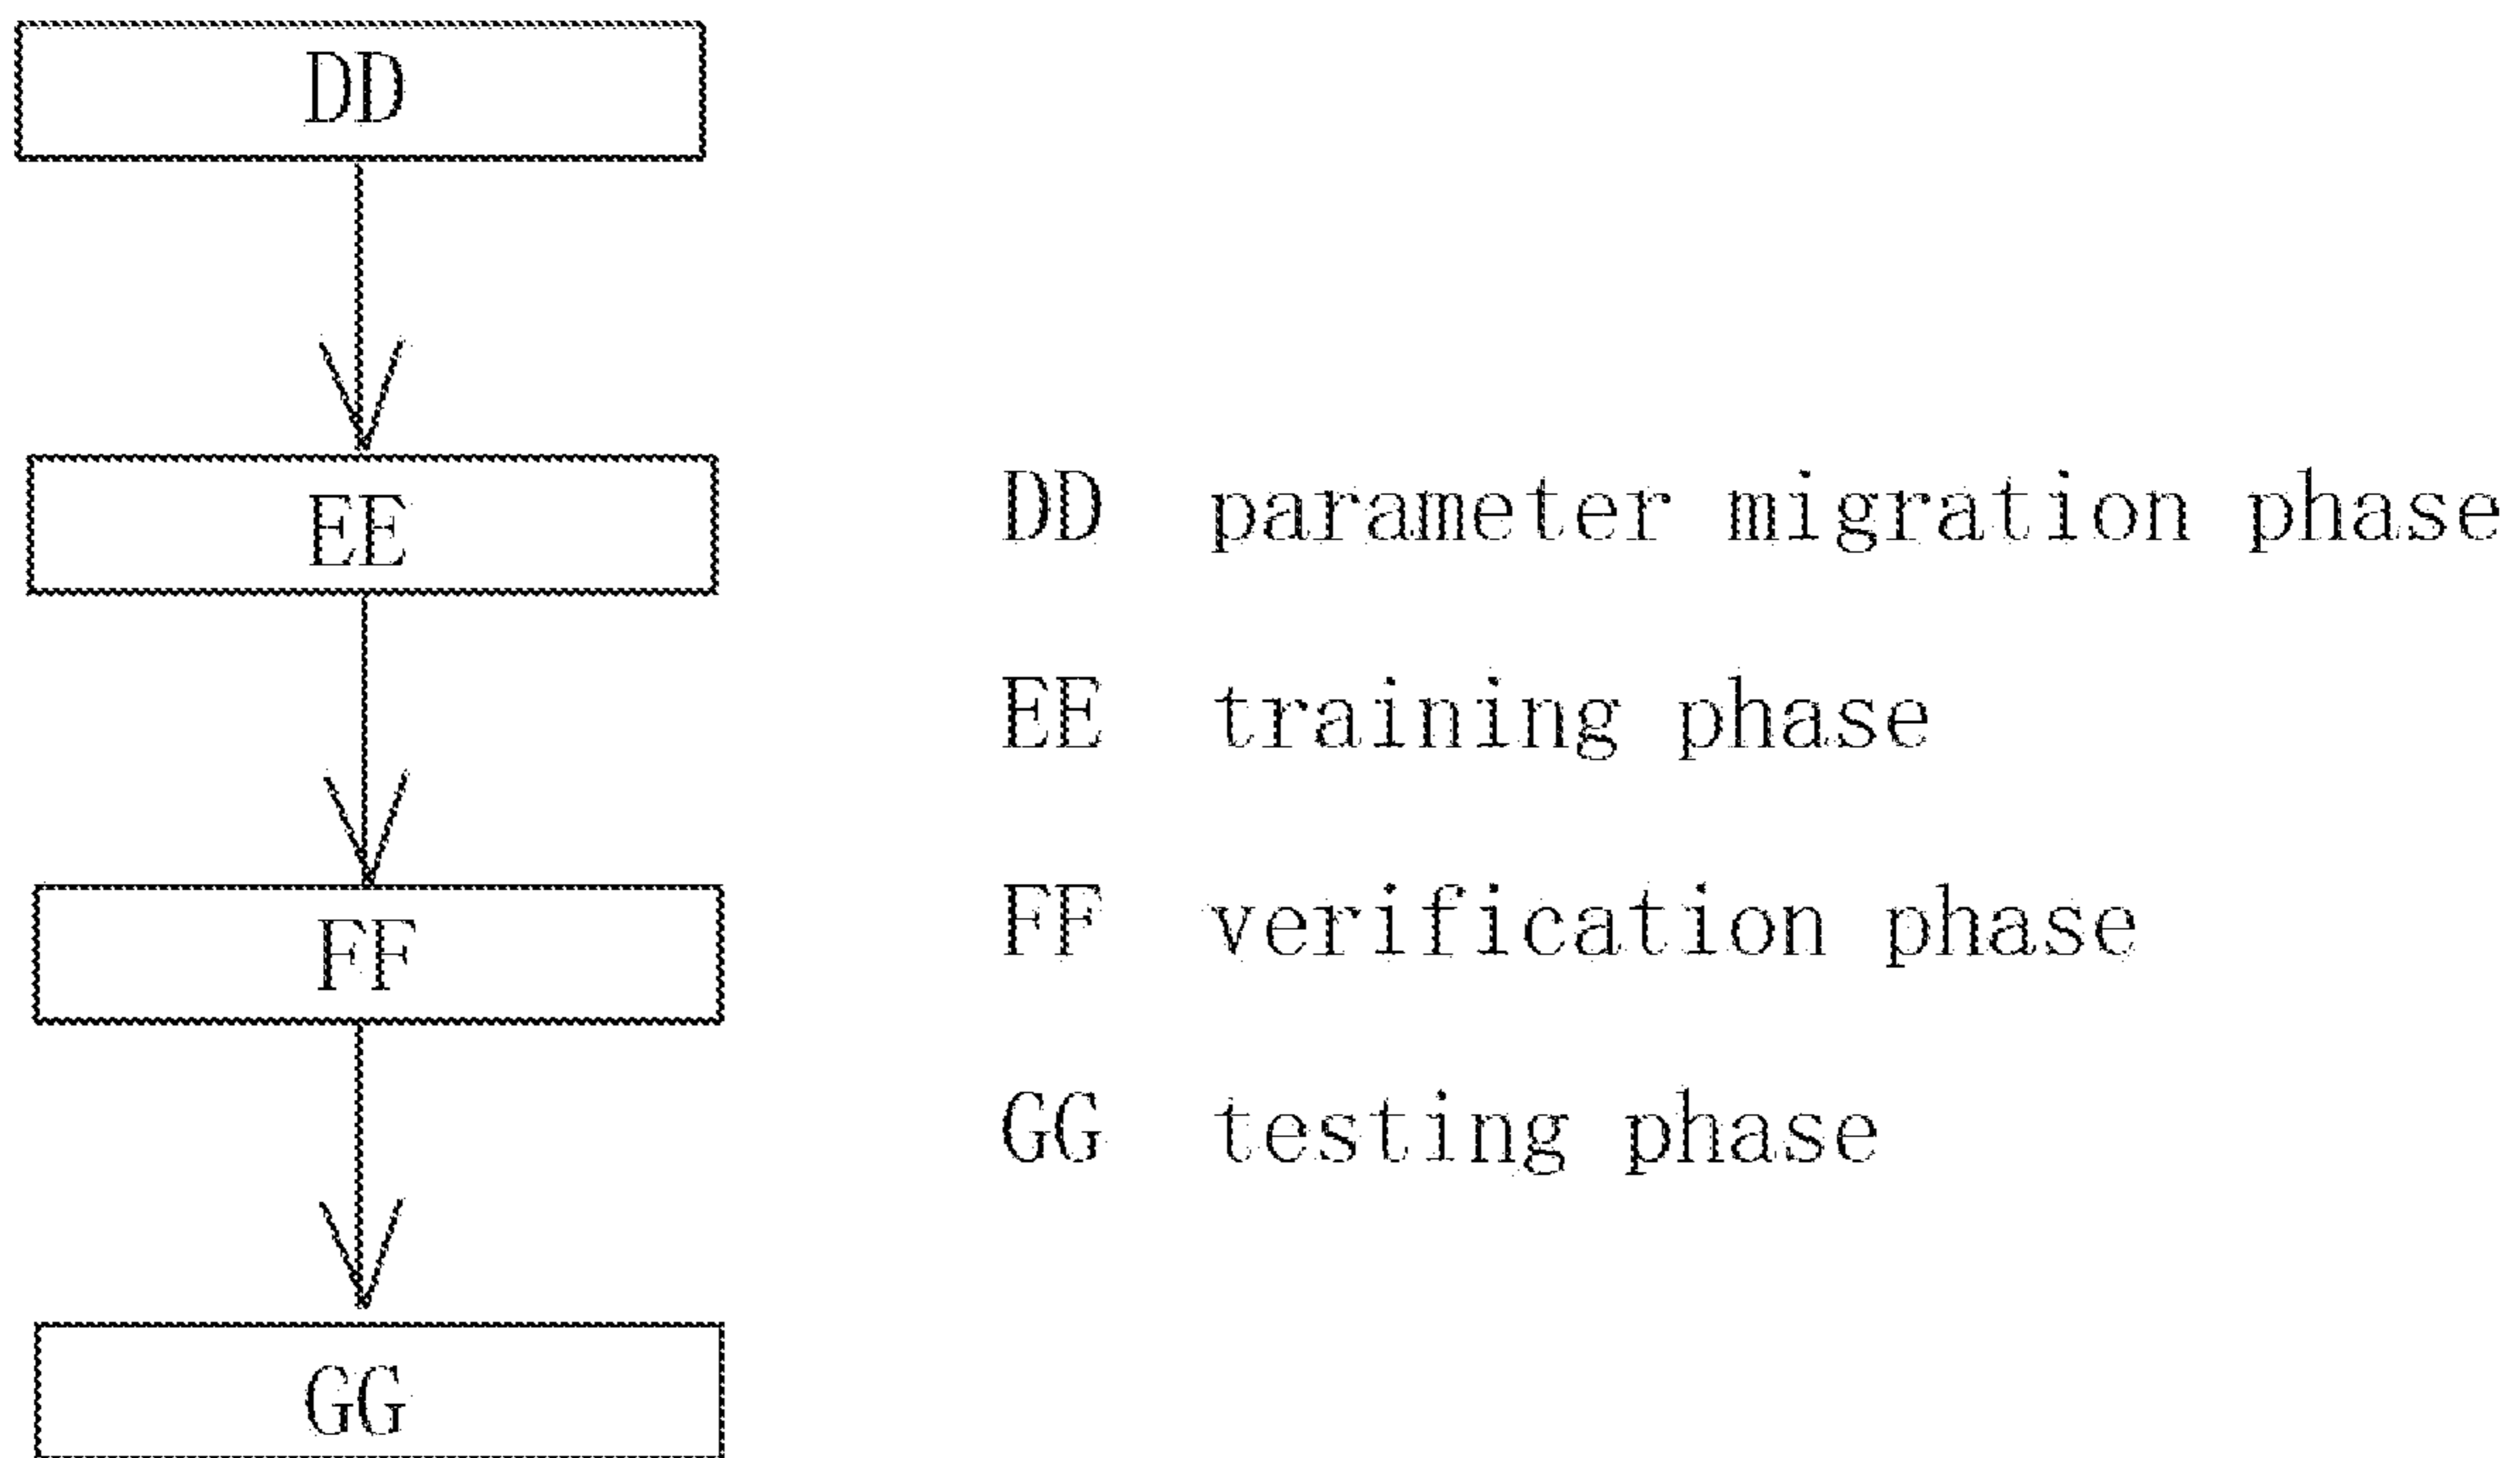 DD
EE
DD parameter migration phase
EE training phase
FF verification phase
FF
GG testing phase
GG